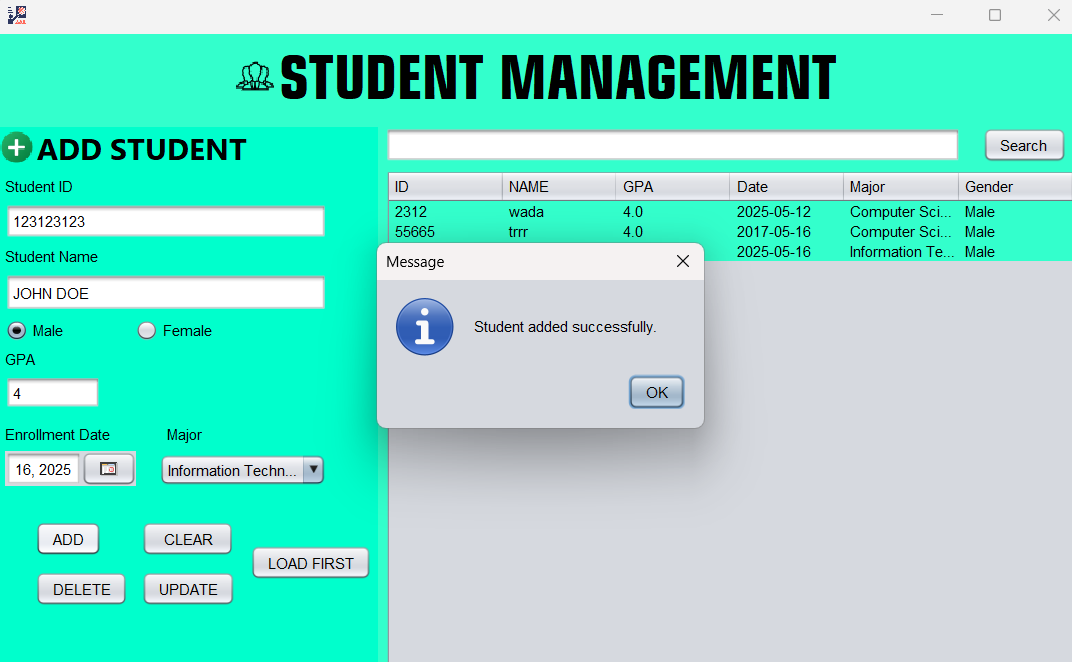 STUDENT MANAGEMENT
ADD STUDENT
Student ID
123123123
Student Name
JOHN DOE
Male Female
GPA
4
Enrollment Date Major
16, 2025 Information Techn...
ADD CLEAR
LOAD FIRST
DELETE UPDATE
Search
ID NAME GPA Date Major Gender
2312 wada 4.0 2025-05-12 Computer Sci... Male
55665 trrr 4.0 2017-05-16 Computer Sci... Male
2025-05-16 Information Te... Male
Message
Student added successfully.
OK